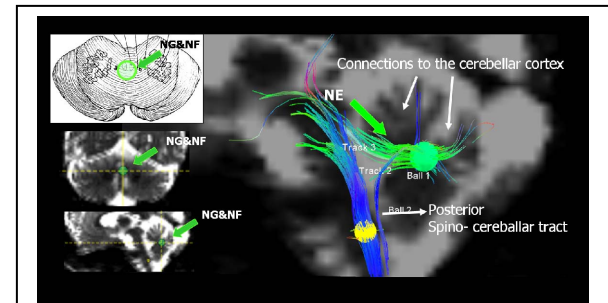 NG&NF
NG&NF
NG&NF
Connections to the cerebellar cortex
NE
Track 3
Track 2
Ball 1
Ball 2
Posterior
Spino- cereballar tract